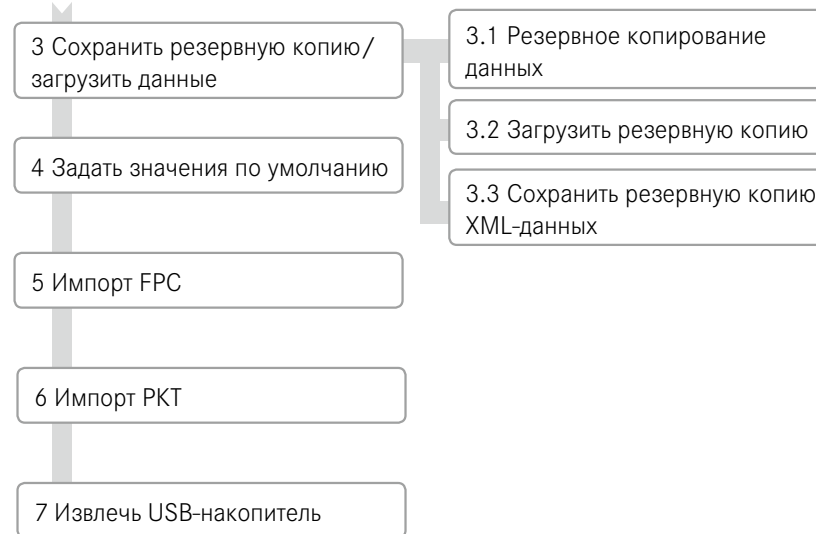 3 Сохранить резервную копию/
загрузить данные
3.1 Резервное копирование
данных
3.2 Загрузить резервную копию
3.3 Сохранить резервную копию
XML-данных
4 Задать значения по умолчанию
5 Импорт FPC
6 Импорт PKT
7 Извлечь USB-накопитель